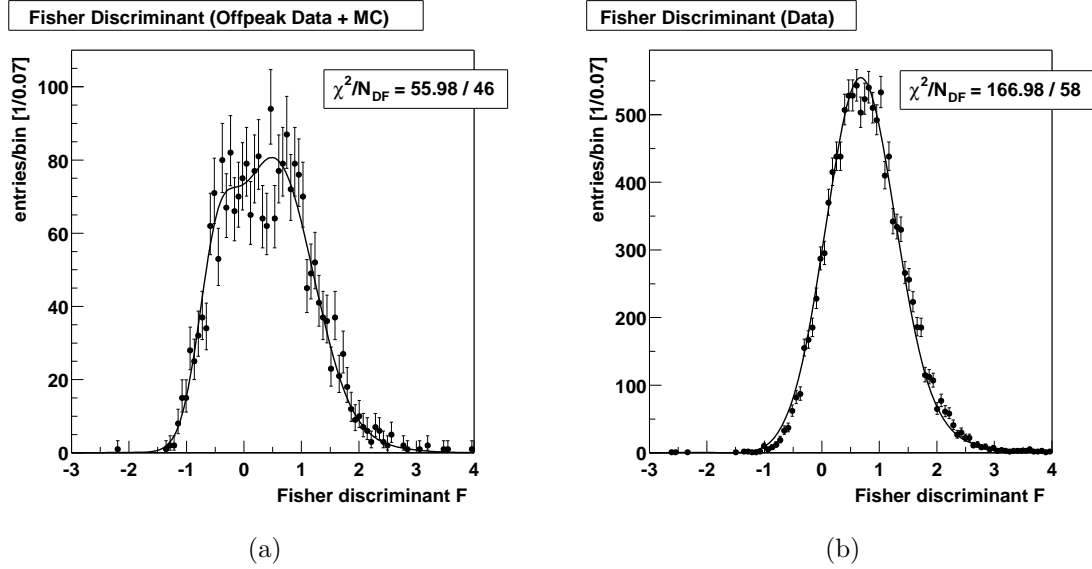 Fisher Discriminant (Offpeak Data + MC)
entries/bin [1/0.07]
100
80
60
40
20
0
χ²/N_DF = 55.98 / 46
-3 -2 -1 0 1 2 3 4
Fisher discriminant F
(a)
Fisher Discriminant (Data)
entries/bin [1/0.07]
500
400
300
200
100
0
χ²/N_DF = 166.98 / 58
-3 -2 -1 0 1 2 3 4
Fisher discriminant F
(b)